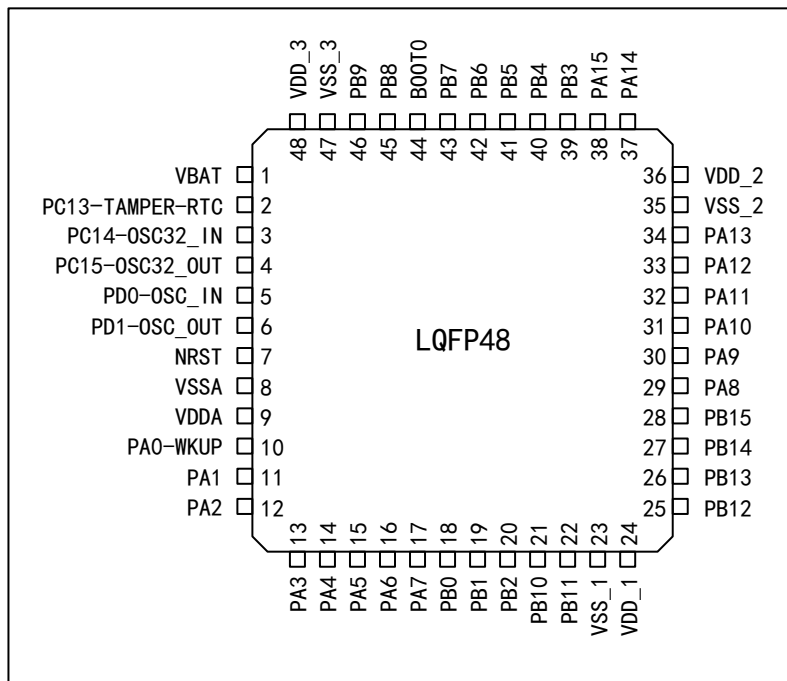 VDD_3
VSS_3
PB9
PB8
BOOT0
PB7
PB6
PB5
PB4
PB3
PA15
PA14
48
47
46
45
44
43
42
41
40
39
38
37
VBAT 1
PC13-TAMPER-RTC 2
PC14-OSC32_IN 3
PC15-OSC32_OUT 4
PD0-OSC_IN 5
PD1-OSC_OUT 6
NRST 7
VSSA 8
VDDA 9
PA0-WKUP 10
PA1 11
PA2 12
LQFP48
36 VDD_2
35 VSS_2
34 PA13
33 PA12
32 PA11
31 PA10
30 PA9
29 PA8
28 PB15
27 PB14
26 PB13
25 PB12
13
14
15
16
17
18
19
20
21
22
23
24
PA3
PA4
PA5
PA6
PA7
PB0
PB1
PB2
PB10
PB11
VSS_1
VDD_1